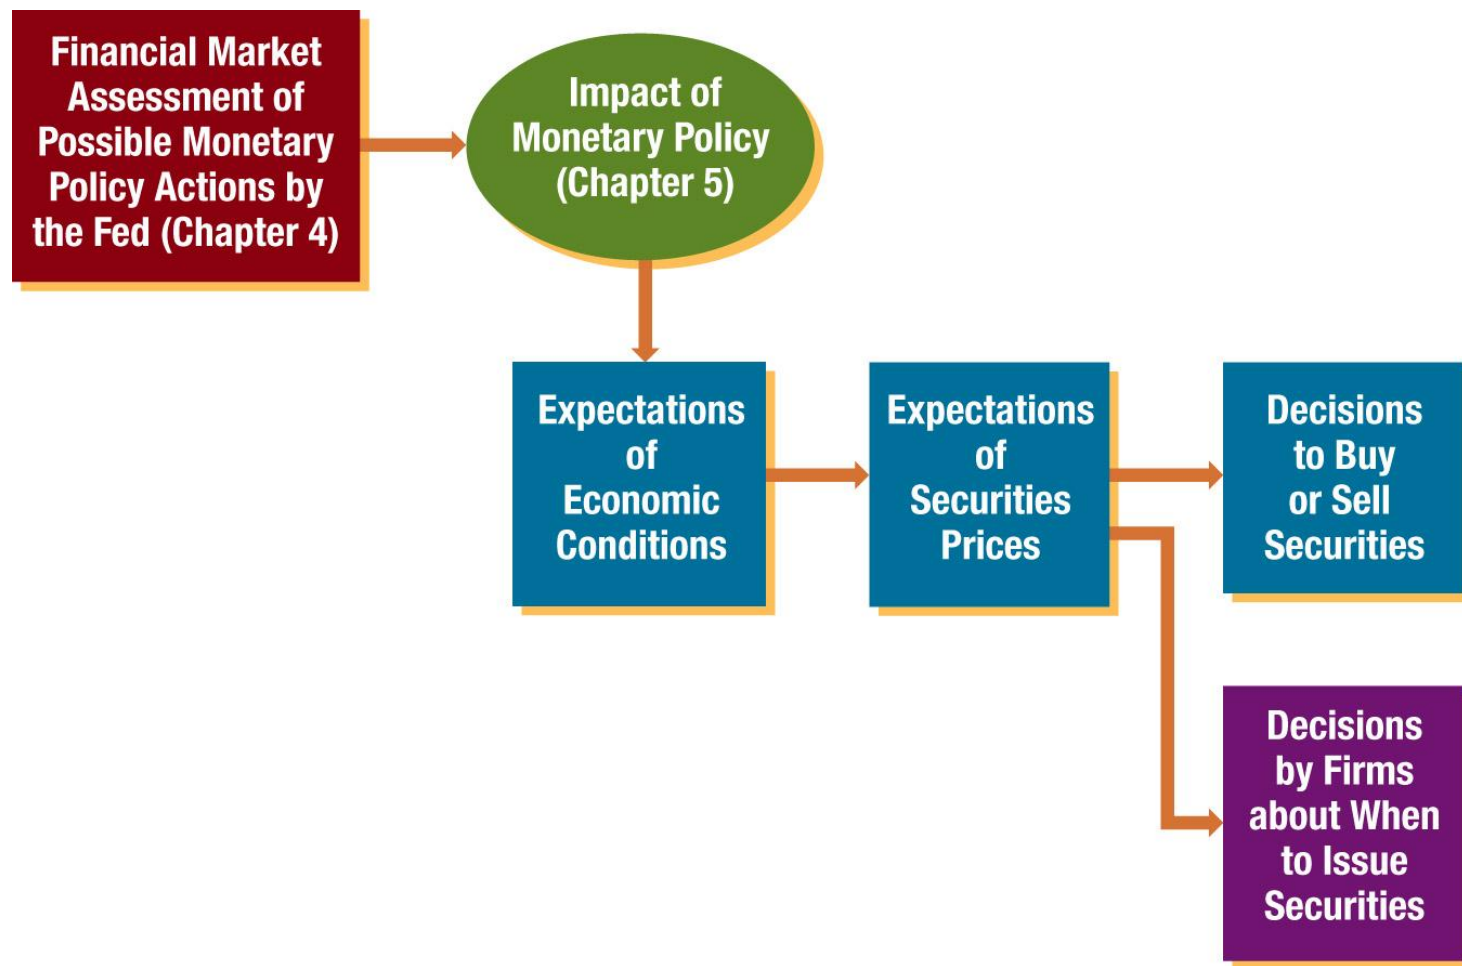 Financial Market
Assessment of
Possible Monetary
Policy Actions by
the Fed (Chapter 4)
Impact of
Monetary Policy
(Chapter 5)
Expectations
of
Economic
Conditions
Expectations
of
Securities
Prices
Decisions
to Buy
or Sell
Securities
Decisions
by Firms
about When
to Issue
Securities